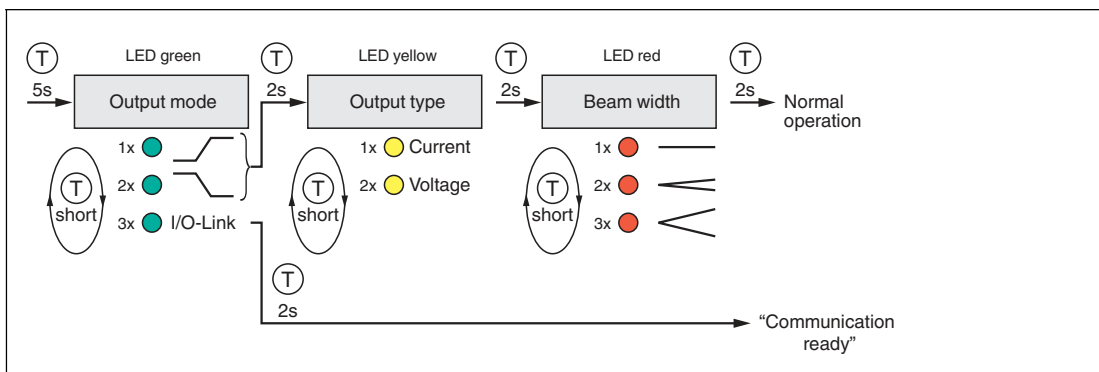 T
5s
LED green
Output mode
1x
2x
3x I/O-Link
T
short
T
2s
LED yellow
Output type
1x Current
2x Voltage
T
short
T
2s
LED red
Beam width
1x
2x
3x
T
short
T
2s
Normal
operation
T
2s
“Communication
ready”